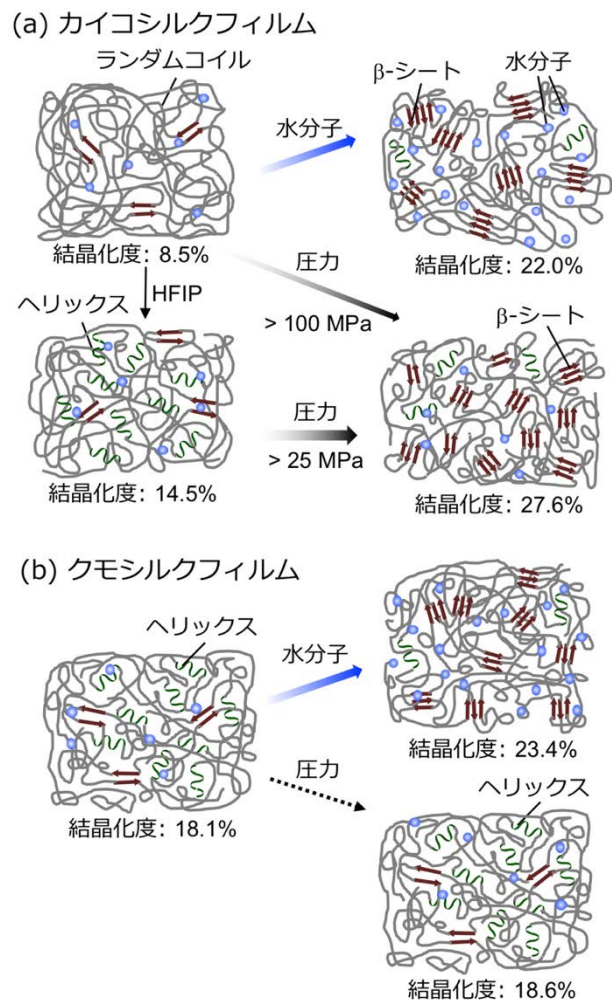 (a) カイコシルクフィルム
ランダムコイル
β-シート
水分子
水分子
結晶化度: 8.5%
結晶化度: 22.0%
HFIP
圧力
ヘリックス
> 100 MPa
β-シート
圧力
> 25 MPa
結晶化度: 14.5%
結晶化度: 27.6%
(b) クモシルクフィルム
ヘリックス
水分子
結晶化度: 18.1%
結晶化度: 23.4%
圧力
ヘリックス
結晶化度: 18.6%